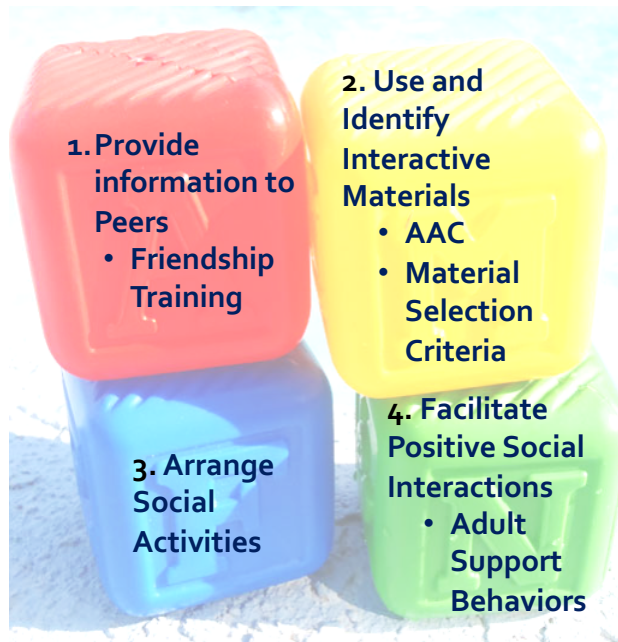 1. Provide
information to
Peers
• Friendship
Training
2. Use and
Identify
Interactive
Materials
• AAC
• Material
Selection
Criteria
3. Arrange
Social
Activities
4. Facilitate
Positive Social
Interactions
• Adult
Support
Behaviors